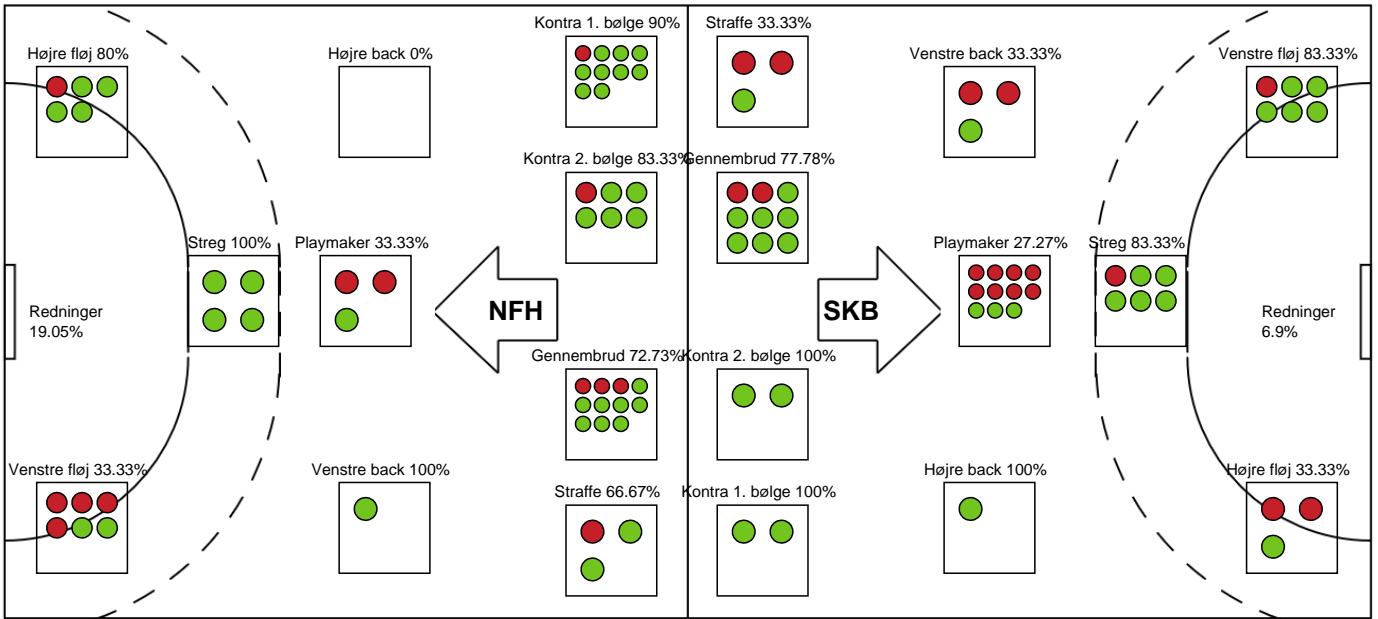 Kontra 1. bølge 90%
Straffe 33.33%
Højre fløj 80%
Højre back 0%
Venstre back 33.33%
Venstre fløj 83.33%
Kontra 2. bølge 83.33%
Gennembrud 77.78%
Streg 100%
Playmaker 33.33%
Playmaker 27.27%
Streg 83.33%
Redninger
19.05%
NFH
SKB
Redninger
6.9%
Gennembrud 72.73%
Kontra 2. bølge 100%
Venstre fløj 33.33%
Venstre back 100%
Højre back 100%
Højre fløj 33.33%
Straffe 66.67%
Kontra 1. bølge 100%